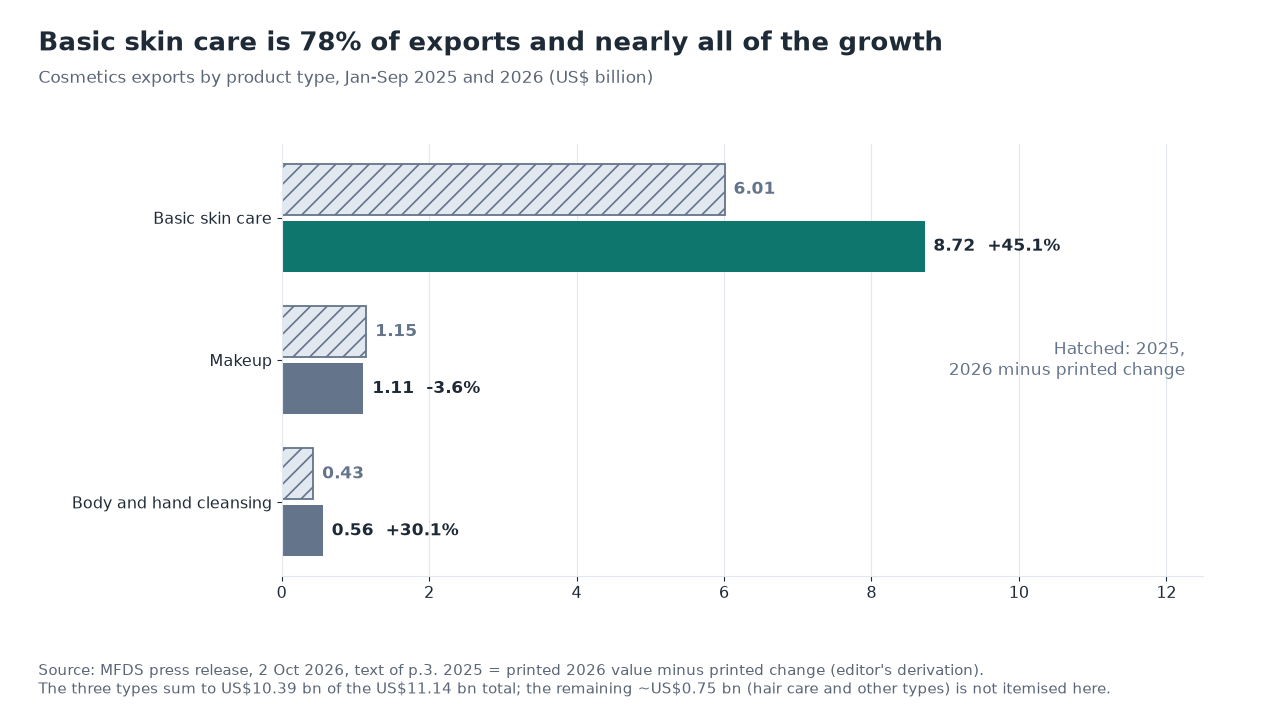 Basic skin care is 78% of exports and nearly all of the growth
Cosmetics exports by product type, Jan-Sep 2025 and 2026 (US$ billion)
6.01
Basic skin care
8.72 +45.1%
1.15
Hatched: 2025,
Makeup
2026 minus printed change
1.11 -3.6%
0.43
Body and hand cleansing
0.56 +30.1%
0 2 4 6 8 10 12
Source: MFDS press release, 2 Oct 2026, text of p.3. 2025 = printed 2026 value minus printed change (editor's derivation).
The three types sum to US$10.39 bn of the US$11.14 bn total; the remaining ~US$0.75 bn (hair care and other types) is not itemised here.